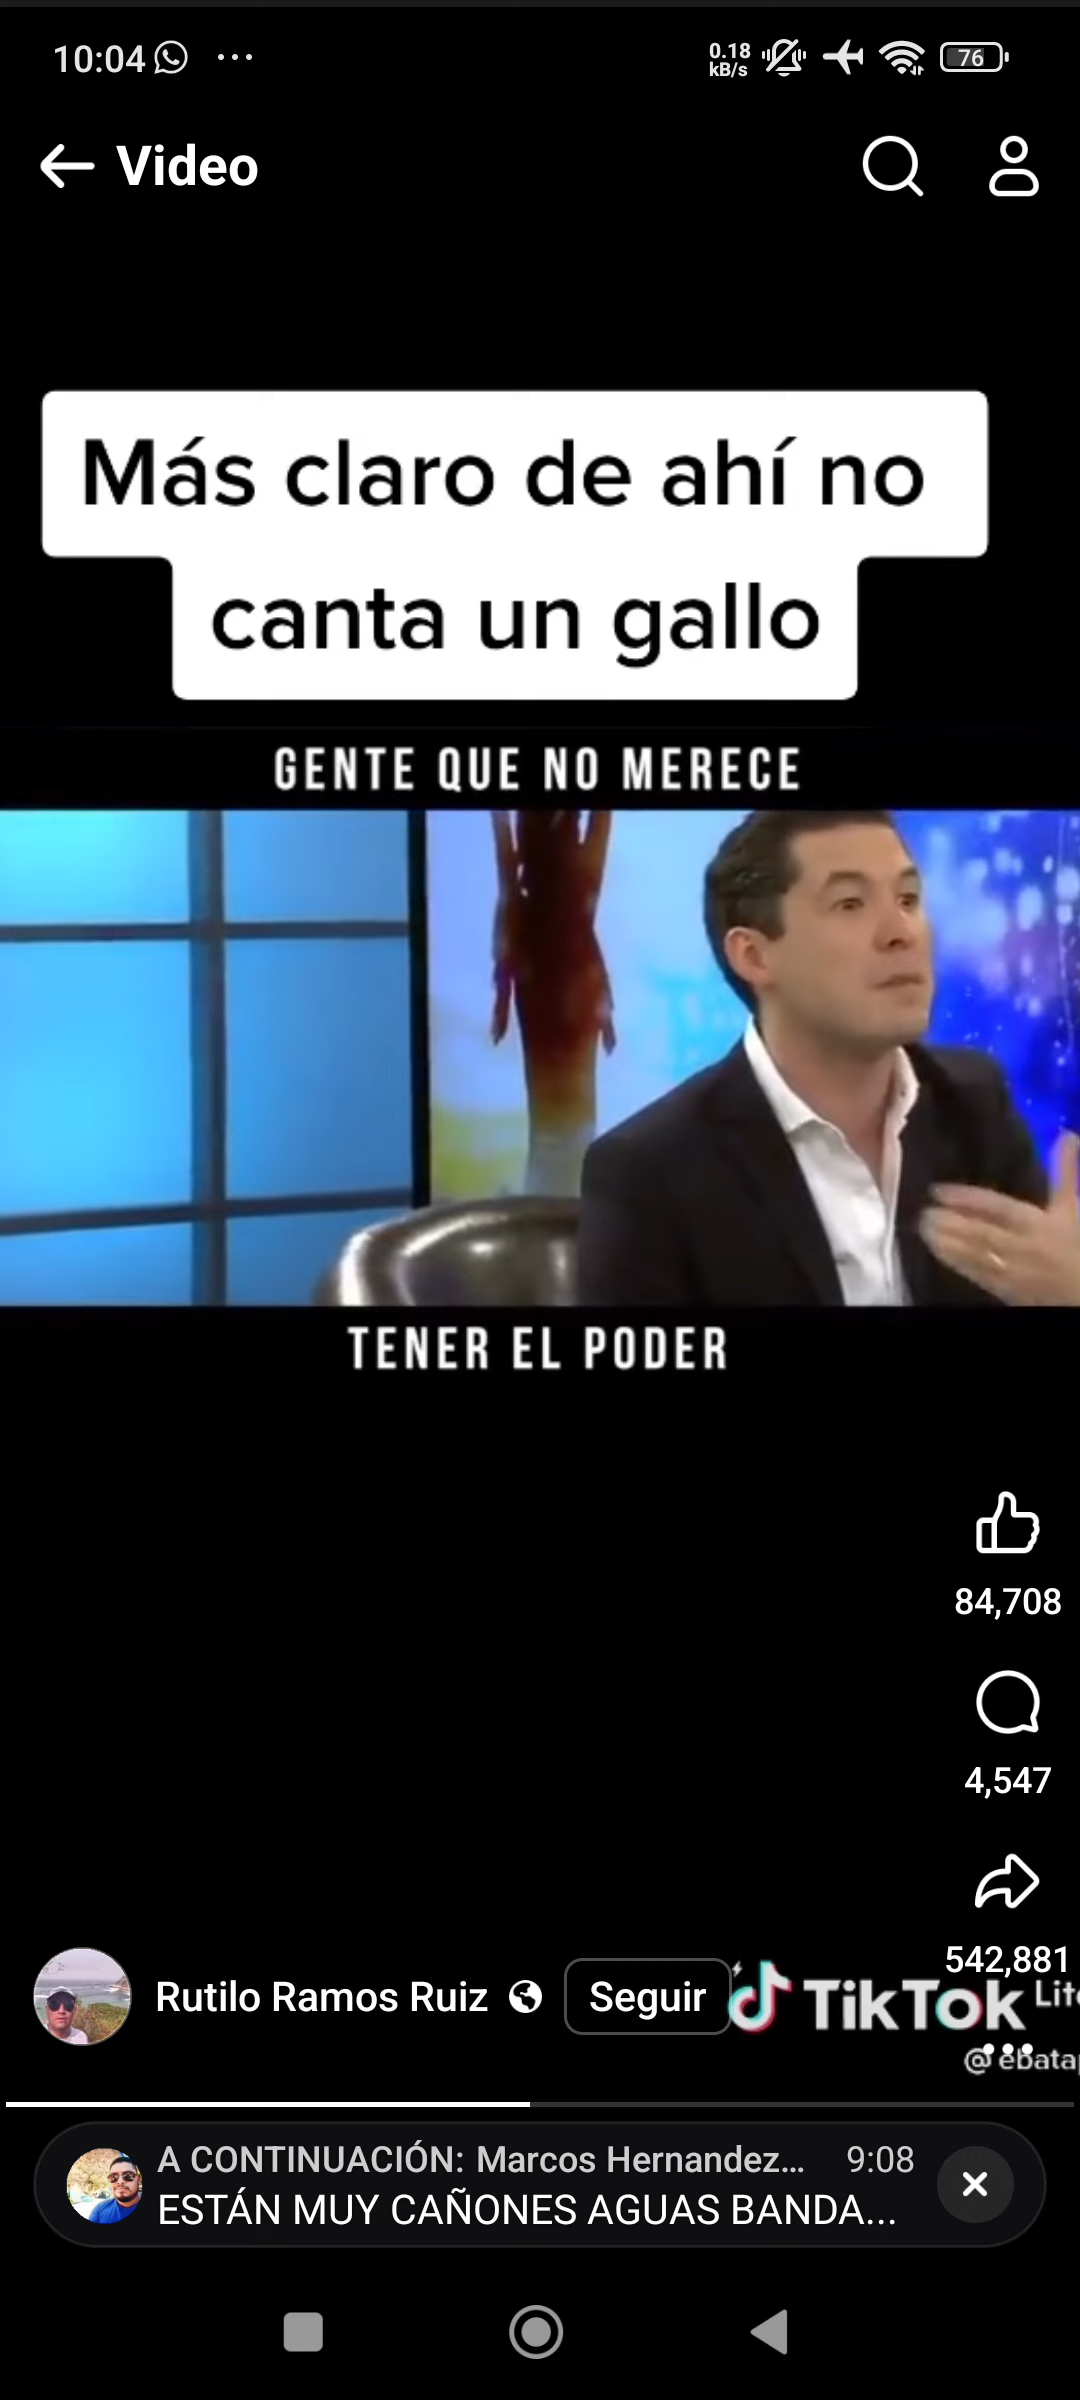 10:04
0.18
kB/s
76
Video
Más claro de ahí no
canta un gallo
GENTE QUE NO MERECE
TENER EL PODER
84,708
4,547
542,881
Rutilo Ramos Ruiz
Seguir
TikTok Lite
@ebata
A CONTINUACIÓN: Marcos Hernandez... 9:08
ESTÁN MUY CAÑONES AGUAS BANDA...